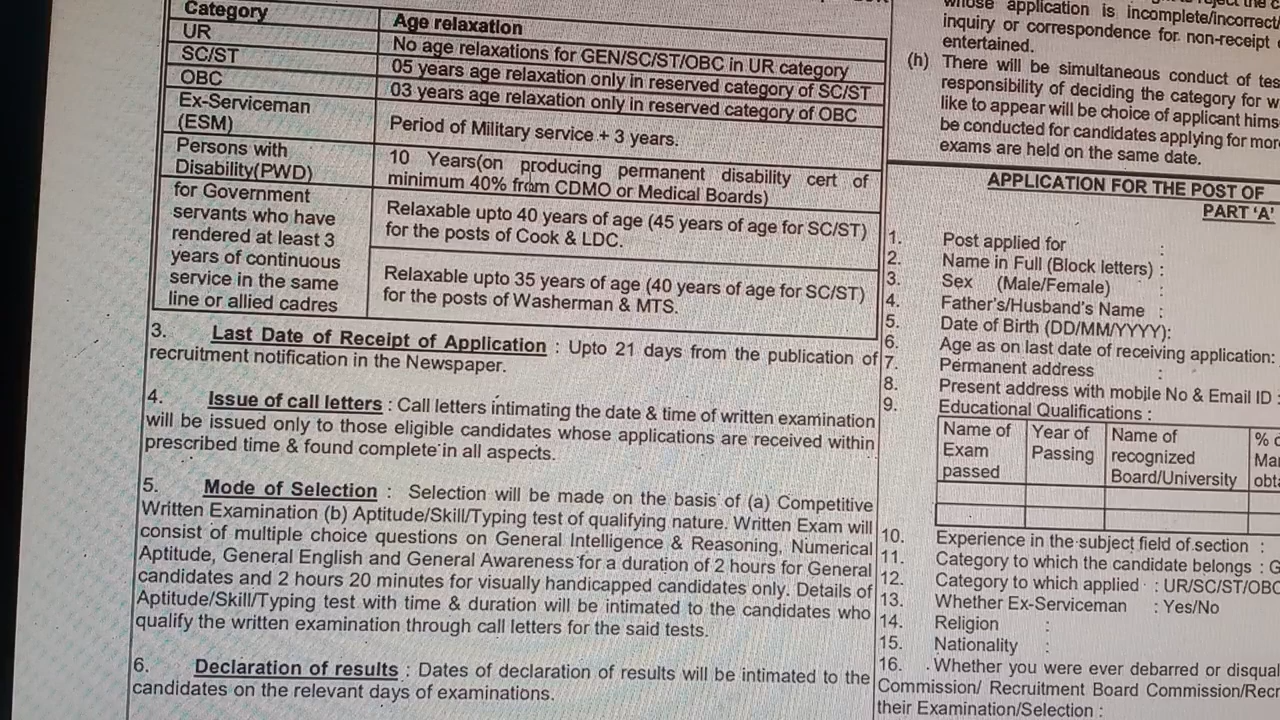 Category Age relaxation
UR No age relaxations for GEN/SC/ST/OBC in UR category
SC/ST 05 years age relaxation only in reserved category of SC/ST
OBC 03 years age relaxation only in reserved category of OBC
Ex-Serviceman
(ESM) Period of Military service + 3 years.
Persons with
Disability(PWD)
10 Years(on producing permanent disability cert of
minimum 40% from CDMO or Medical Boards)
for Government
servants who have
rendered at least 3
years of continuous
service in the same
line or allied cadres
Relaxable upto 40 years of age (45 years of age for SC/ST)
for the posts of Cook & LDC.
Relaxable upto 35 years of age (40 years of age for SC/ST)
for the posts of Washerman & MTS.
3. Last Date of Receipt of Application : Upto 21 days from the publication of
recruitment notification in the Newspaper.
4. Issue of call letters : Call letters intimating the date & time of written examination
will be issued only to those eligible candidates whose applications are received within
prescribed time & found complete in all aspects.
5. Mode of Selection : Selection will be made on the basis of (a) Competitive
Written Examination (b) Aptitude/Skill/Typing test of qualifying nature. Written Exam will
consist of multiple choice questions on General Intelligence & Reasoning, Numerical
Aptitude, General English and General Awareness for a duration of 2 hours for General
candidates and 2 hours 20 minutes for visually handicapped candidates only. Details of
Aptitude/Skill/Typing test with time & duration will be intimated to the candidates who
qualify the written examination through call letters for the said tests.
6. Declaration of results : Dates of declaration of results will be intimated to the
candidates on the relevant days of examinations.
whose application is incomplete/incorrect/
inquiry or correspondence for non-receipt
entertained.
(h) There will be simultaneous conduct of
responsibility of deciding the category for
like to appear will be choice of applicant
be conduted for candidates applying for
exams are held on the same date.
APPLICATION FOR THE POST OF
PART 'A'
1. Post applied for :
2. Name in Full (Block letters) :
3. Sex (Male/Female) :
4. Father's/Husband's Name :
5. Date of Birth (DD/MM/YYYY):
6. Age as on last date of receiving application:
7. Permanent address :
8. Present address with mobile No & Email ID :
9. Educational Qualifications :
Name of
Exam
passed
Year of
Passing
Name of
recognized
Board/University
%
10. Experience in the subject field of section :
11. Category to which the candidate belongs :
12. Category to which applied : UR/SC/ST/OBC
13. Whether Ex-Serviceman : Yes/No
14. Religion :
15. Nationality :
16. Whether you were ever debarred or
Commission/ Recruitment Board Commission/
their Examination/Selection :